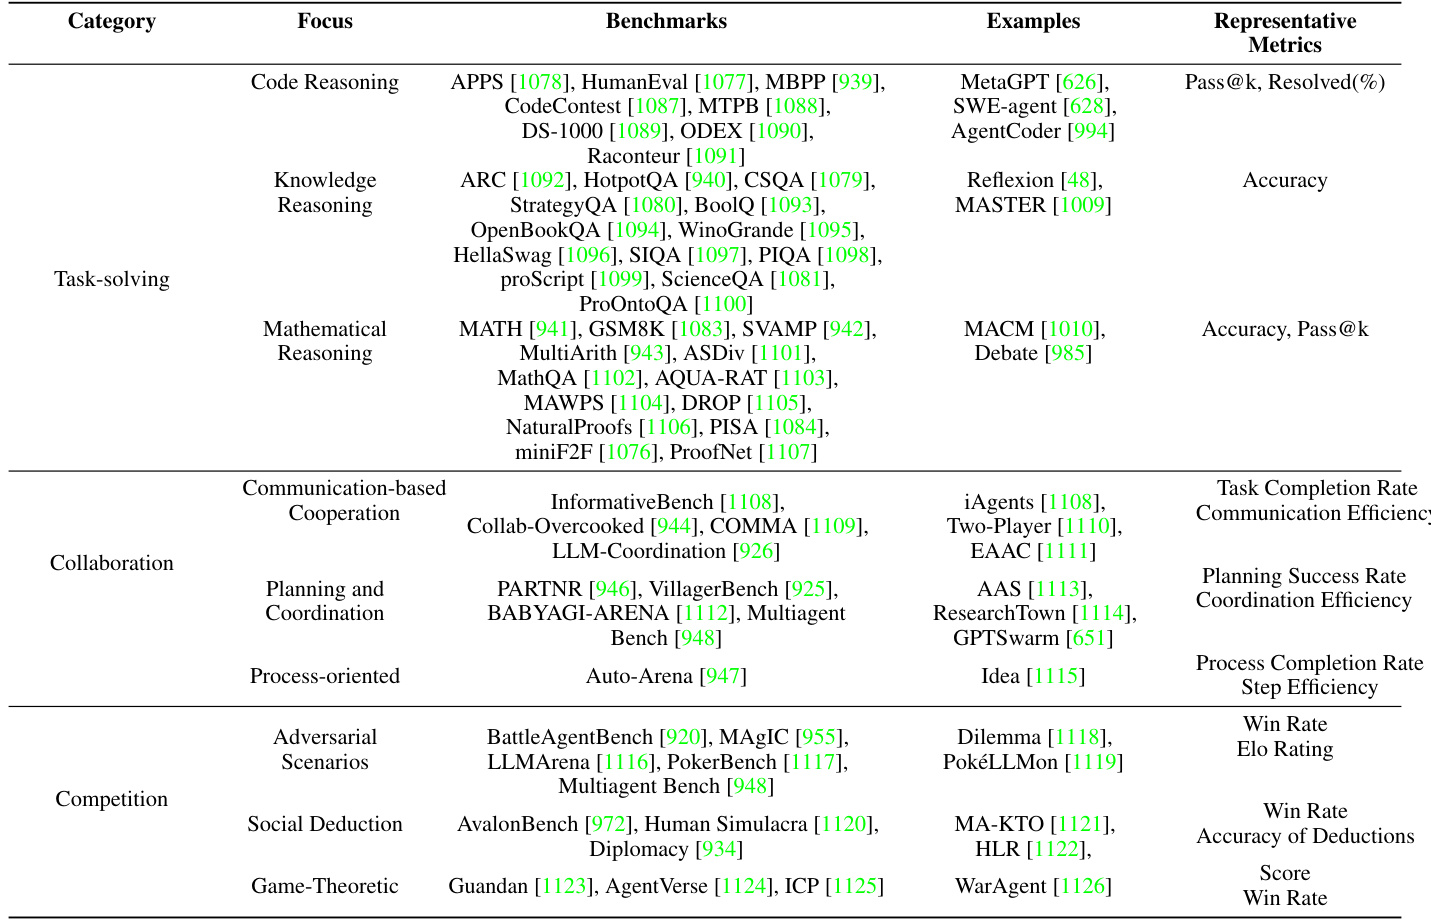 Category Focus Benchmarks Examples Representative
Metrics
Code Reasoning APPS [1078], HumanEval [1077], MBPP [939], MetaGPT [626], Pass@k, Resolved(%)
CodeContest [1087], MTPB [1088], SWE-agent [628],
DS-1000 [1089], ODEX [1090], AgentCoder [994]
Raconteur [1091]
Knowledge ARC [1092], HotpotQA [940], CSQA [1079], Reflexion [48], Accuracy
Reasoning StrategyQA [1080], BoolQ [1093], MASTER [1009]
OpenBookQA [1094], WinoGrande [1095],
HellaSwag [1096], SIQA [1097], PIQA [1098],
Task-solving proScript [1099], ScienceQA [1081],
ProOntoQA [1100]
Mathematical MATH [941], GSM8K [1083], SVAMP [942], MACM [1010], Accuracy, Pass@k
Reasoning MultiArith [943], ASDiv [1101], Debate [985]
MathQA [1102], AQUA-RAT [1103],
MAWPS [1104], DROP [1105],
NaturalProofs [1106], PISA [1084],
miniF2F [1076], ProofNet [1107]
Communication-based Task Completion Rate
Cooperation InformativeBench [1108], iAgents [1108], Communication Efficiency
Collab-Overcooked [944], COMMA [1109], Two-Player [1110],
LLM-Coordination [926] EAAC [1111]
Collaboration
Planning and PARTNR [946], VillagerBench [925], AAS [1113], Planning Success Rate
Coordination BABYAGI-ARENA [1112], Multiagent ResearchTown [1114], Coordination Efficiency
Bench [948] GPTSwarm [651]
Process-oriented Auto-Arena [947] Idea [1115] Process Completion Rate
Step Efficiency
Win Rate
Adversarial BattleAgentBench [920], MAgIC [955], Dilemma [1118], Elo Rating
Scenarios LLMArena [1116], PokerBench [1117], PokéLLMon [1119]
Multiagent Bench [948]
Competition
Win Rate
Social Deduction AvalonBench [972], Human Simulacra [1120], MA-KTO [1121], Accuracy of Deductions
Diplomacy [934] HLR [1122],
Score
Game-Theoretic Guandan [1123], AgentVerse [1124], ICP [1125] WarAgent [1126] Win Rate